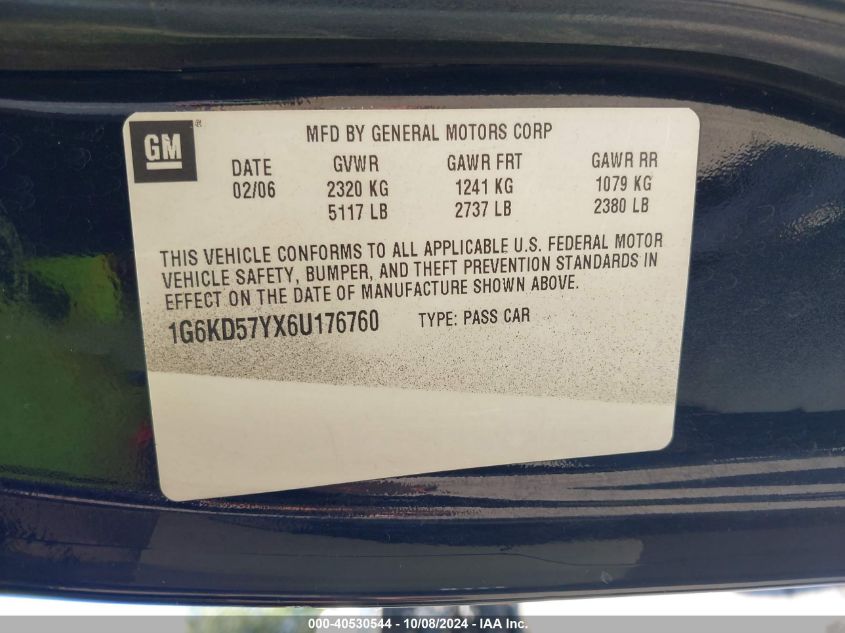 GM ®
MFD BY GENERAL MOTORS CORP
DATE GVWR GAWR FRT GAWR RR
02/06 2320 KG 1241 KG 1079 KG
5117 LB 2737 LB 2380 LB
THIS VEHICLE CONFORMS TO ALL APPLICABLE U.S. FEDERAL MOTOR
VEHICLE SAFETY, BUMPER, AND THEFT PREVENTION STANDARDS IN
EFFECT ON THE DATE OF MANUFACTURE SHOWN ABOVE.
1G6KD57YX6U176760 TYPE: PASS CAR
000-40530544 - 10/08/2024 - IAA Inc.